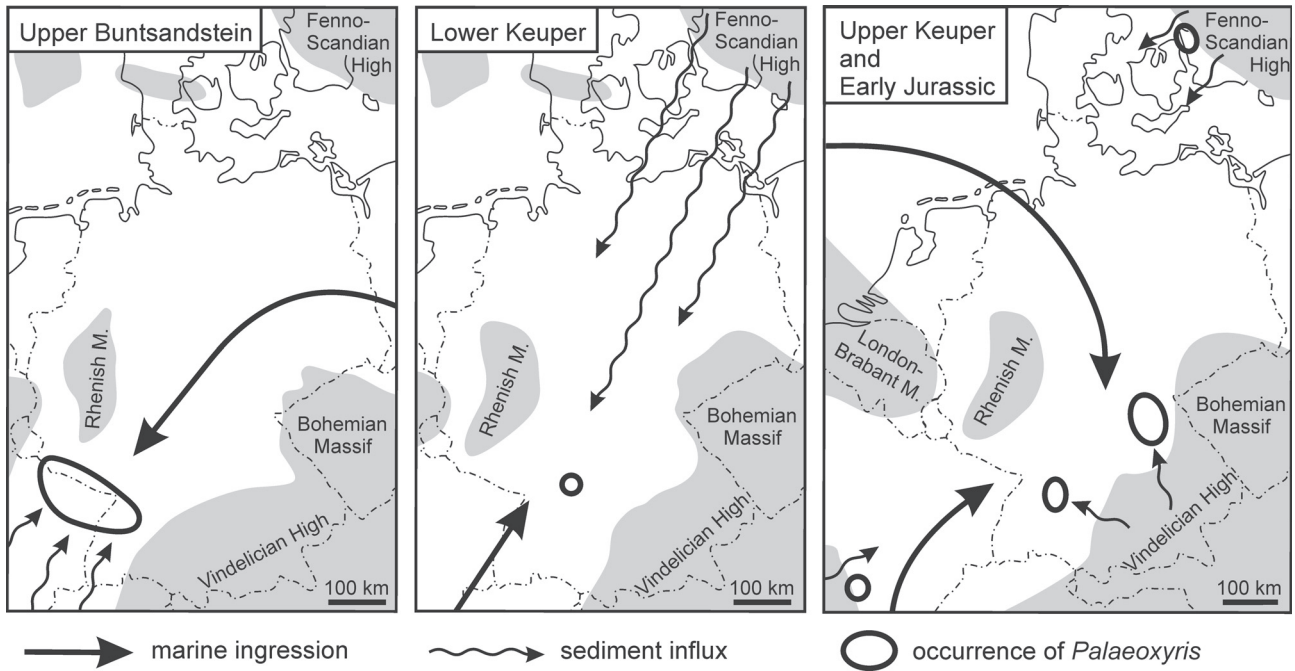 Upper Buntsandstein
Rhenish M.
Bohemian
Massif
Vindelician High
100 km
Lower Keuper
Fenno-
Scandian
High
Rhenish M.
Bohemian
Massif
Vindelician High
100 km
Upper Keuper
and
Early Jurassic
Fenno-
Scandian
High
London-
Brabant M.
Rhenish M.
Bohemian
Massif
Vindelician High
100 km
Fenno-
Scandian
High
marine ingression
sediment influx
occurrence of Palaeoxyris